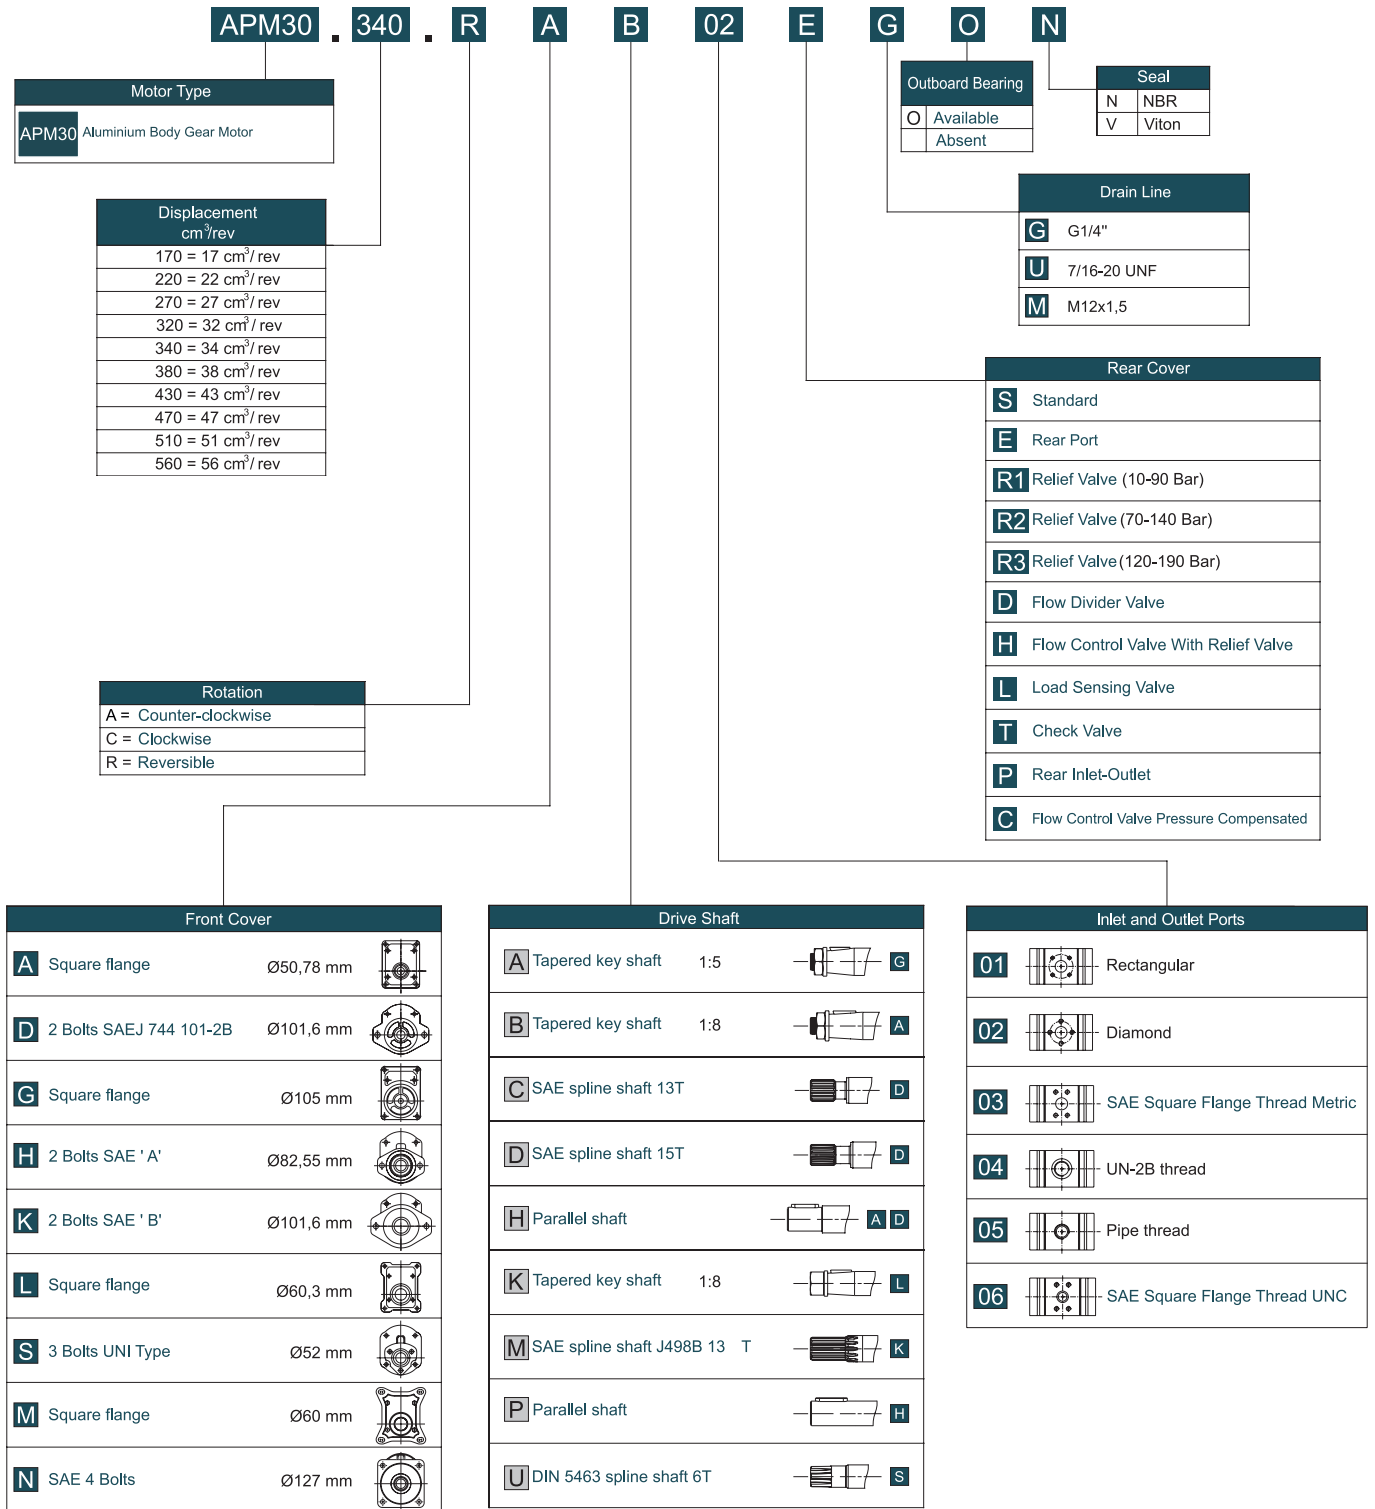 APM30 . 340 . R A B 02 E G O N
Motor Type
APM30 Aluminium Body Gear Motor
Outboard Bearing
O Available
Absent
Seal
N NBR
V Viton
Drain Line
G G1/4"
U 7/16-20 UNF
M M12x1,5
Displacement
cm³/rev
170 = 17 cm³/ rev
220 = 22 cm³/ rev
270 = 27 cm³/ rev
320 = 32 cm³/ rev
340 = 34 cm³/ rev
380 = 38 cm³/ rev
430 = 43 cm³/ rev
470 = 47 cm³/ rev
510 = 51 cm³/ rev
560 = 56 cm³/ rev
Rear Cover
S Standard
E Rear Port
R1 Relief Valve (10-90 Bar)
R2 Relief Valve (70-140 Bar)
R3 Relief Valve (120-190 Bar)
D Flow Divider Valve
H Flow Control Valve With Relief Valve
L Load Sensing Valve
T Check Valve
P Rear Inlet-Outlet
C Flow Control Valve Pressure Compensated
Rotation
A = Counter-clockwise
C = Clockwise
R = Reversible
Front Cover
A Square flange Ø50,78 mm
D 2 Bolts SAEJ 744 101-2B Ø101,6 mm
G Square flange Ø105 mm
H 2 Bolts SAE ' A' Ø82,55 mm
K 2 Bolts SAE ' B' Ø101,6 mm
L Square flange Ø60,3 mm
S 3 Bolts UNI Type Ø52 mm
M Square flange Ø60 mm
N SAE 4 Bolts Ø127 mm
Drive Shaft
A Tapered key shaft 1:5 G
B Tapered key shaft 1:8 A
C SAE spline shaft 13T D
D SAE spline shaft 15T D
H Parallel shaft A D
K Tapered key shaft 1:8 L
M SAE spline shaft J498B 13 T K
P Parallel shaft H
U DIN 5463 spline shaft 6T S
Inlet and Outlet Ports
01 Rectangular
02 Diamond
03 SAE Square Flange Thread Metric
04 UN-2B thread
05 Pipe thread
06 SAE Square Flange Thread UNC